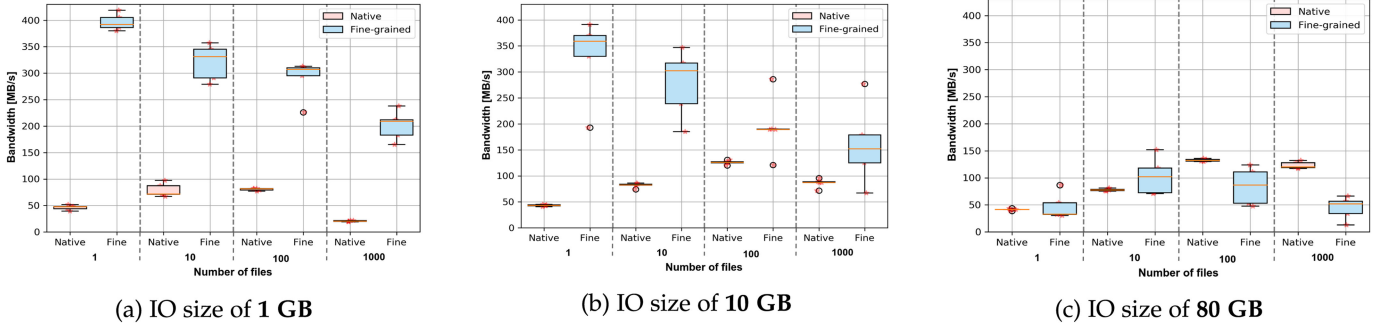 400
350
300
250
200
150
100
50
0
Bandwidth [MB/s]
Native
Fine-grained
Native Fine Native Fine Native Fine Native Fine
1 10 100 1000
Number of files
(a) IO size of 1 GB
400
350
300
250
200
150
100
50
0
Bandwidth [MB/s]
Native
Fine-grained
Native Fine Native Fine Native Fine Native Fine
1 10 100 1000
Number of files
(b) IO size of 10 GB
400
350
300
250
200
150
100
50
0
Bandwidth [MB/s]
Native
Fine-grained
Native Fine Native Fine Native Fine Native Fine
1 10 100 1000
Number of files
(c) IO size of 80 GB